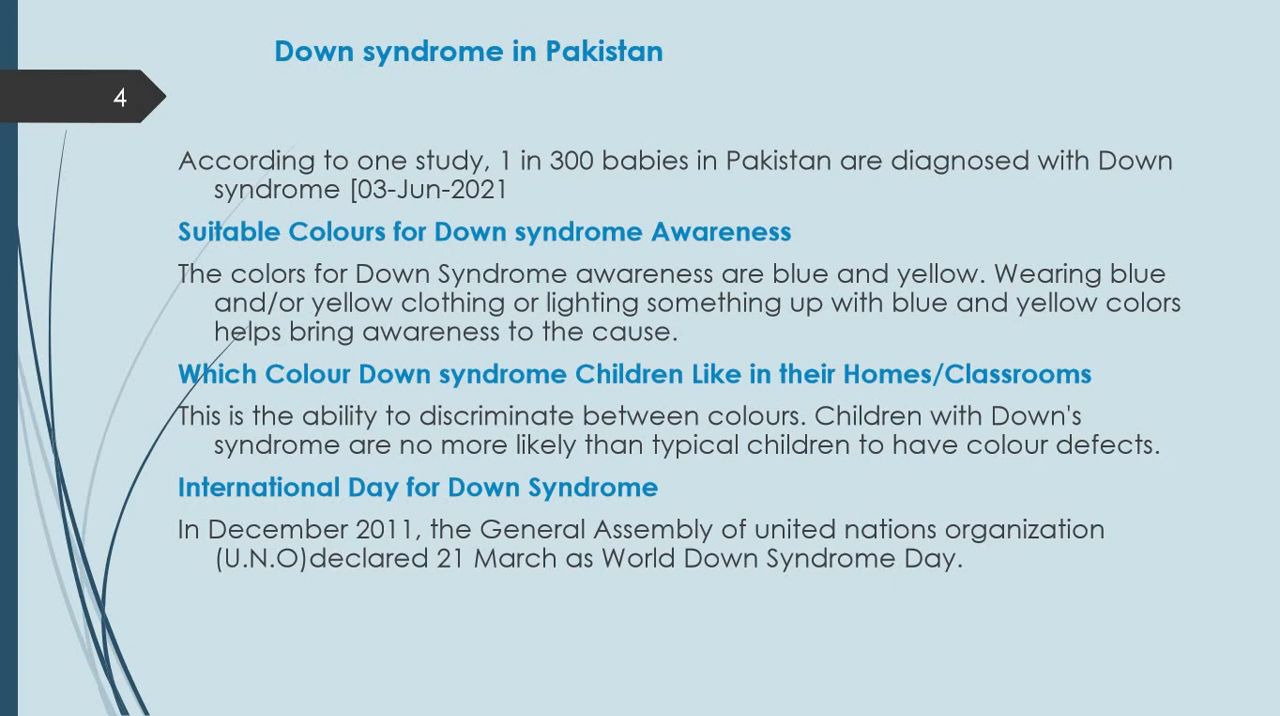 Down syndrome in Pakistan
4
According to one study, 1 in 300 babies in Pakistan are diagnosed with Down
syndrome [03-Jun-2021
Suitable Colours for Down syndrome Awareness
The colors for Down Syndrome awareness are blue and yellow. Wearing blue
and/or yellow clothing or lighting something up with blue and yellow colors
helps bring awareness to the cause.
Which Colour Down syndrome Children Like in their Homes/Classrooms
This is the ability to discriminate between colours. Children with Down's
syndrome are no more likely than typical children to have colour defects.
International Day for Down Syndrome
In December 2011, the General Assembly of united nations organization
(U.N.O)declared 21 March as World Down Syndrome Day.